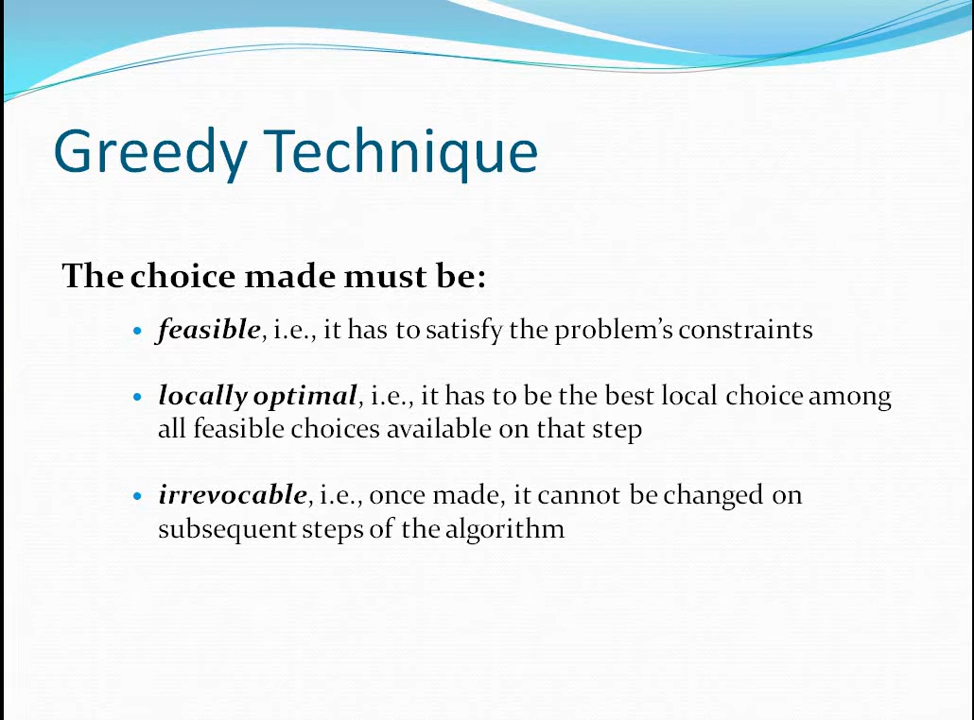 Greedy Technique
The choice made must be:
• feasible, i.e., it has to satisfy the problem's constraints
• locally optimal, i.e., it has to be the best local choice among
all feasible choices available on that step
• irrevocable, i.e., once made, it cannot be changed on
subsequent steps of the algorithm